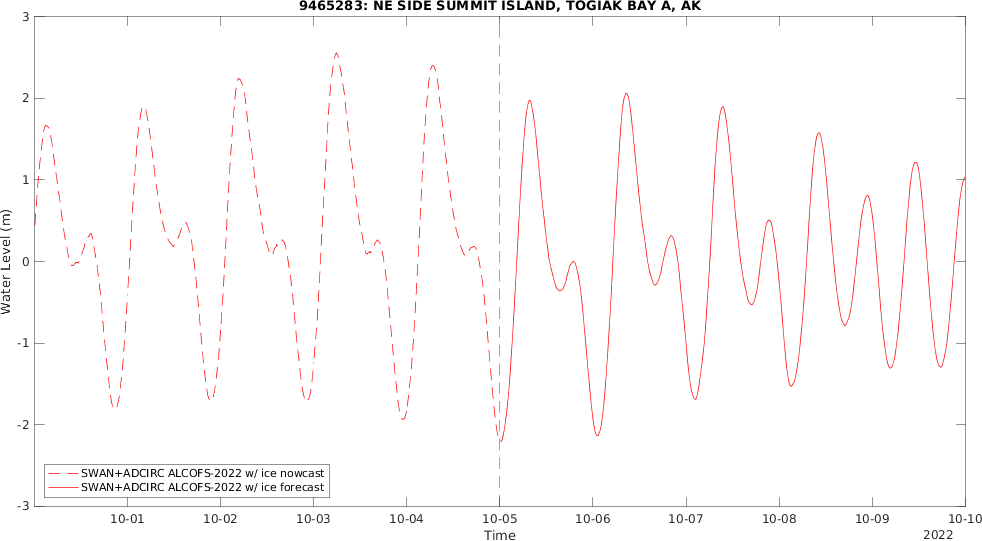 9465283: NE SIDE SUMMIT ISLAND, TOGIAK BAY A, AK
3
2
1
0
-1
-2
-3
Water Level (m)
SWAN+ADCIRC ALCOFS-2022 w/ ice nowcast
SWAN+ADCIRC ALCOFS-2022 w/ ice forecast
10-01 10-02 10-03 10-04 10-05 10-06 10-07 10-08 10-09 10-10
Time
2022